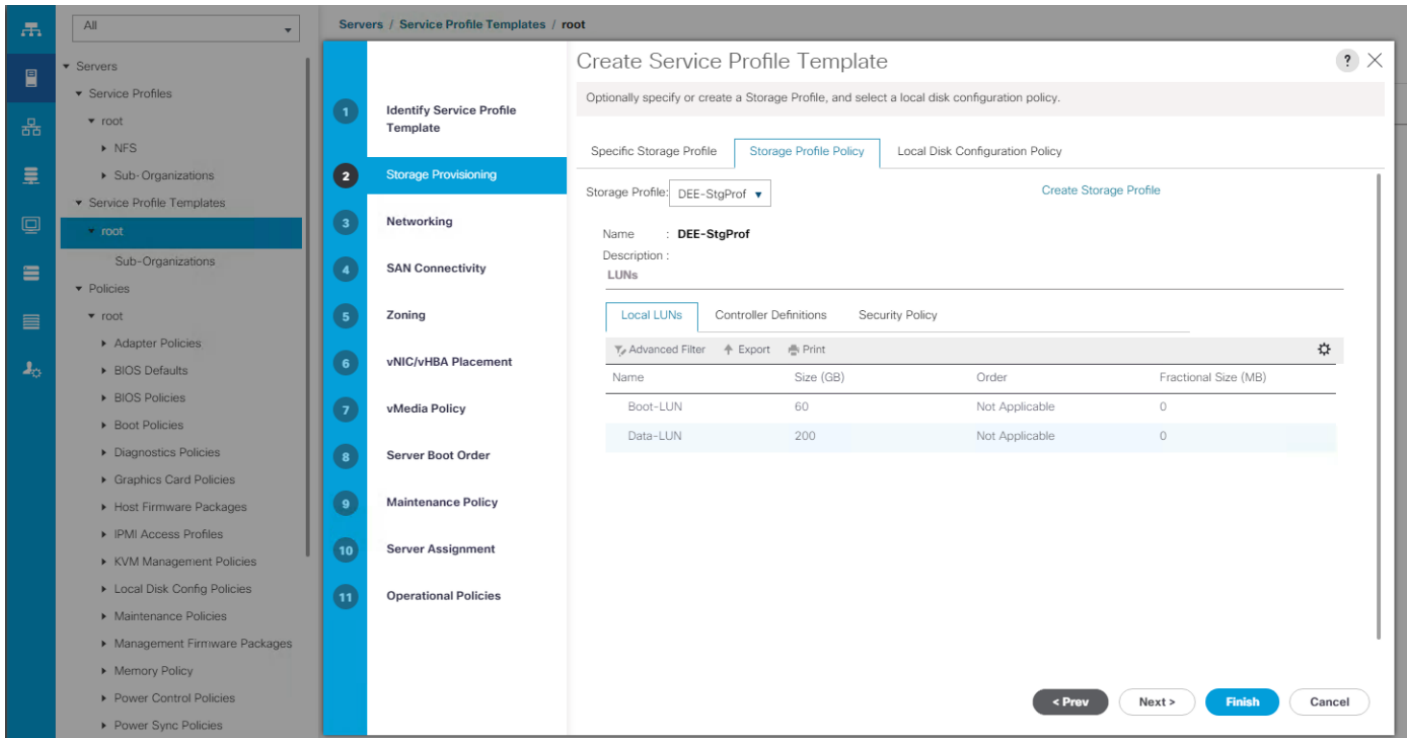 All
Servers / Service Profile Templates / root
Servers
Service Profiles
root
NFS
Sub-Organizations
Service Profile Templates
root
Sub-Organizations
Policies
root
Adapter Policies
BIOS Defaults
BIOS Policies
Boot Policies
Diagnostics Policies
Graphics Card Policies
Host Firmware Packages
IPMI Access Profiles
KVM Management Policies
Local Disk Config Policies
Maintenance Policies
Management Firmware Packages
Memory Policy
Power Control Policies
Power Sync Policies
1 Identify Service Profile
Template
2 Storage Provisioning
3 Networking
4 SAN Connectivity
5 Zoning
6 vNIC/vHBA Placement
7 vMedia Policy
8 Server Boot Order
9 Maintenance Policy
10 Server Assignment
11 Operational Policies
Create Service Profile Template ?
Optionally specify or create a Storage Profile, and select a local disk configuration policy.
Specific Storage Profile Storage Profile Policy Local Disk Configuration Policy
Storage Profile: DEE-StgProf Create Storage Profile
Name : DEE-StgProf
Description :
LUNs
Local LUNs Controller Definitions Security Policy
Advanced Filter Export Print
Name Size (GB) Order Fractional Size (MB)
Boot-LUN 60 Not Applicable 0
Data-LUN 200 Not Applicable 0
< Prev Next > Finish Cancel